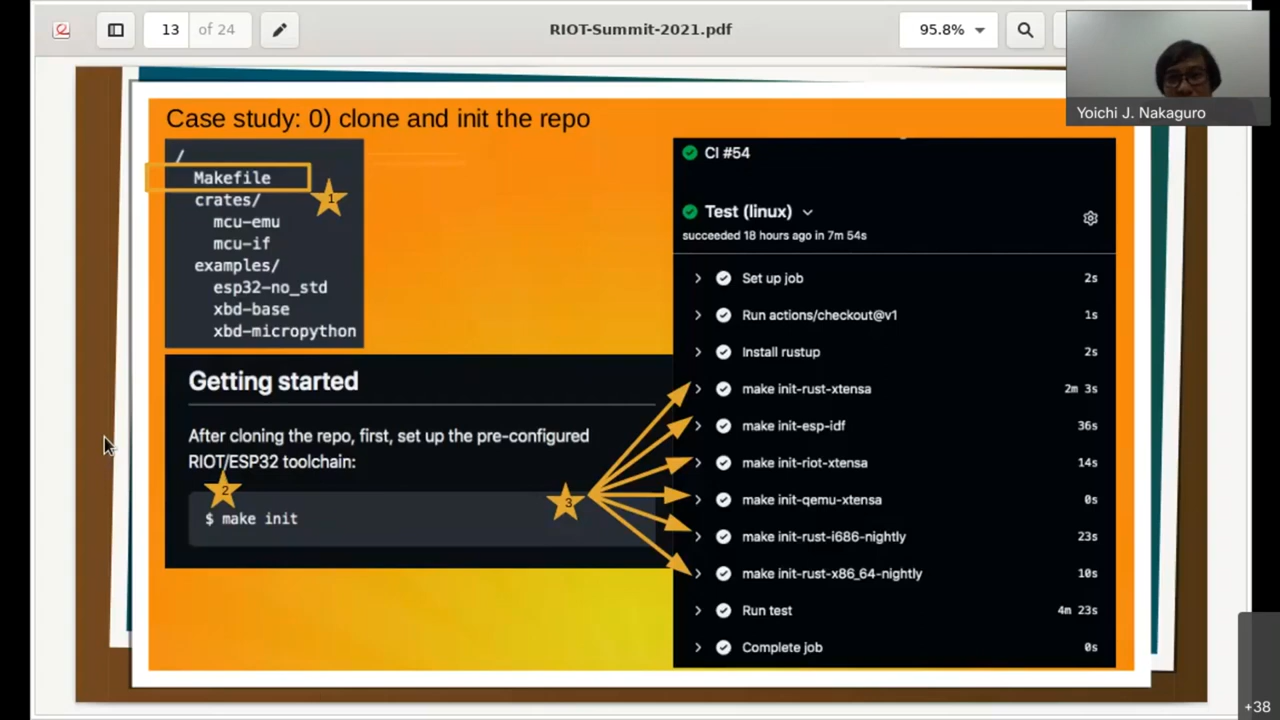 13 of 24
RIOT-Summit-2021.pdf
95.8%
Yoichi J. Nakaguro
Case study: 0) clone and init the repo
/
Makefile
1
crates/
mcu-emu
mcu-if
examples/
esp32-no_std
xbd-base
xbd-micropython
Getting started
After cloning the repo, first, set up the pre-configured
RIOT/ESP32 toolchain:
2
3
$ make init
CI #54
Test (linux)
succeeded 18 hours ago in 7m 54s
Set up job 2s
Run actions/checkout@v1 1s
Install rustup 2s
make init-rust-xtensa 2m 3s
make init-esp-idf 36s
make init-riot-xtensa 14s
make init-qemu-xtensa 0s
make init-rust-i686-nightly 23s
make init-rust-x86_64-nightly 10s
Run test 4m 23s
Complete job 0s
+38